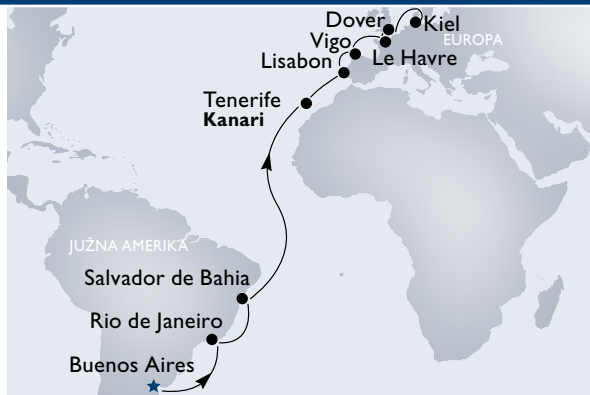 Dover
Kiel
Vigo
EUROPA
Lisabon
Le Havre
Tenerife
Kanari
JUŽNA AMERIKA
Salvador de Bahia
Rio de Janeiro
Buenos Aires